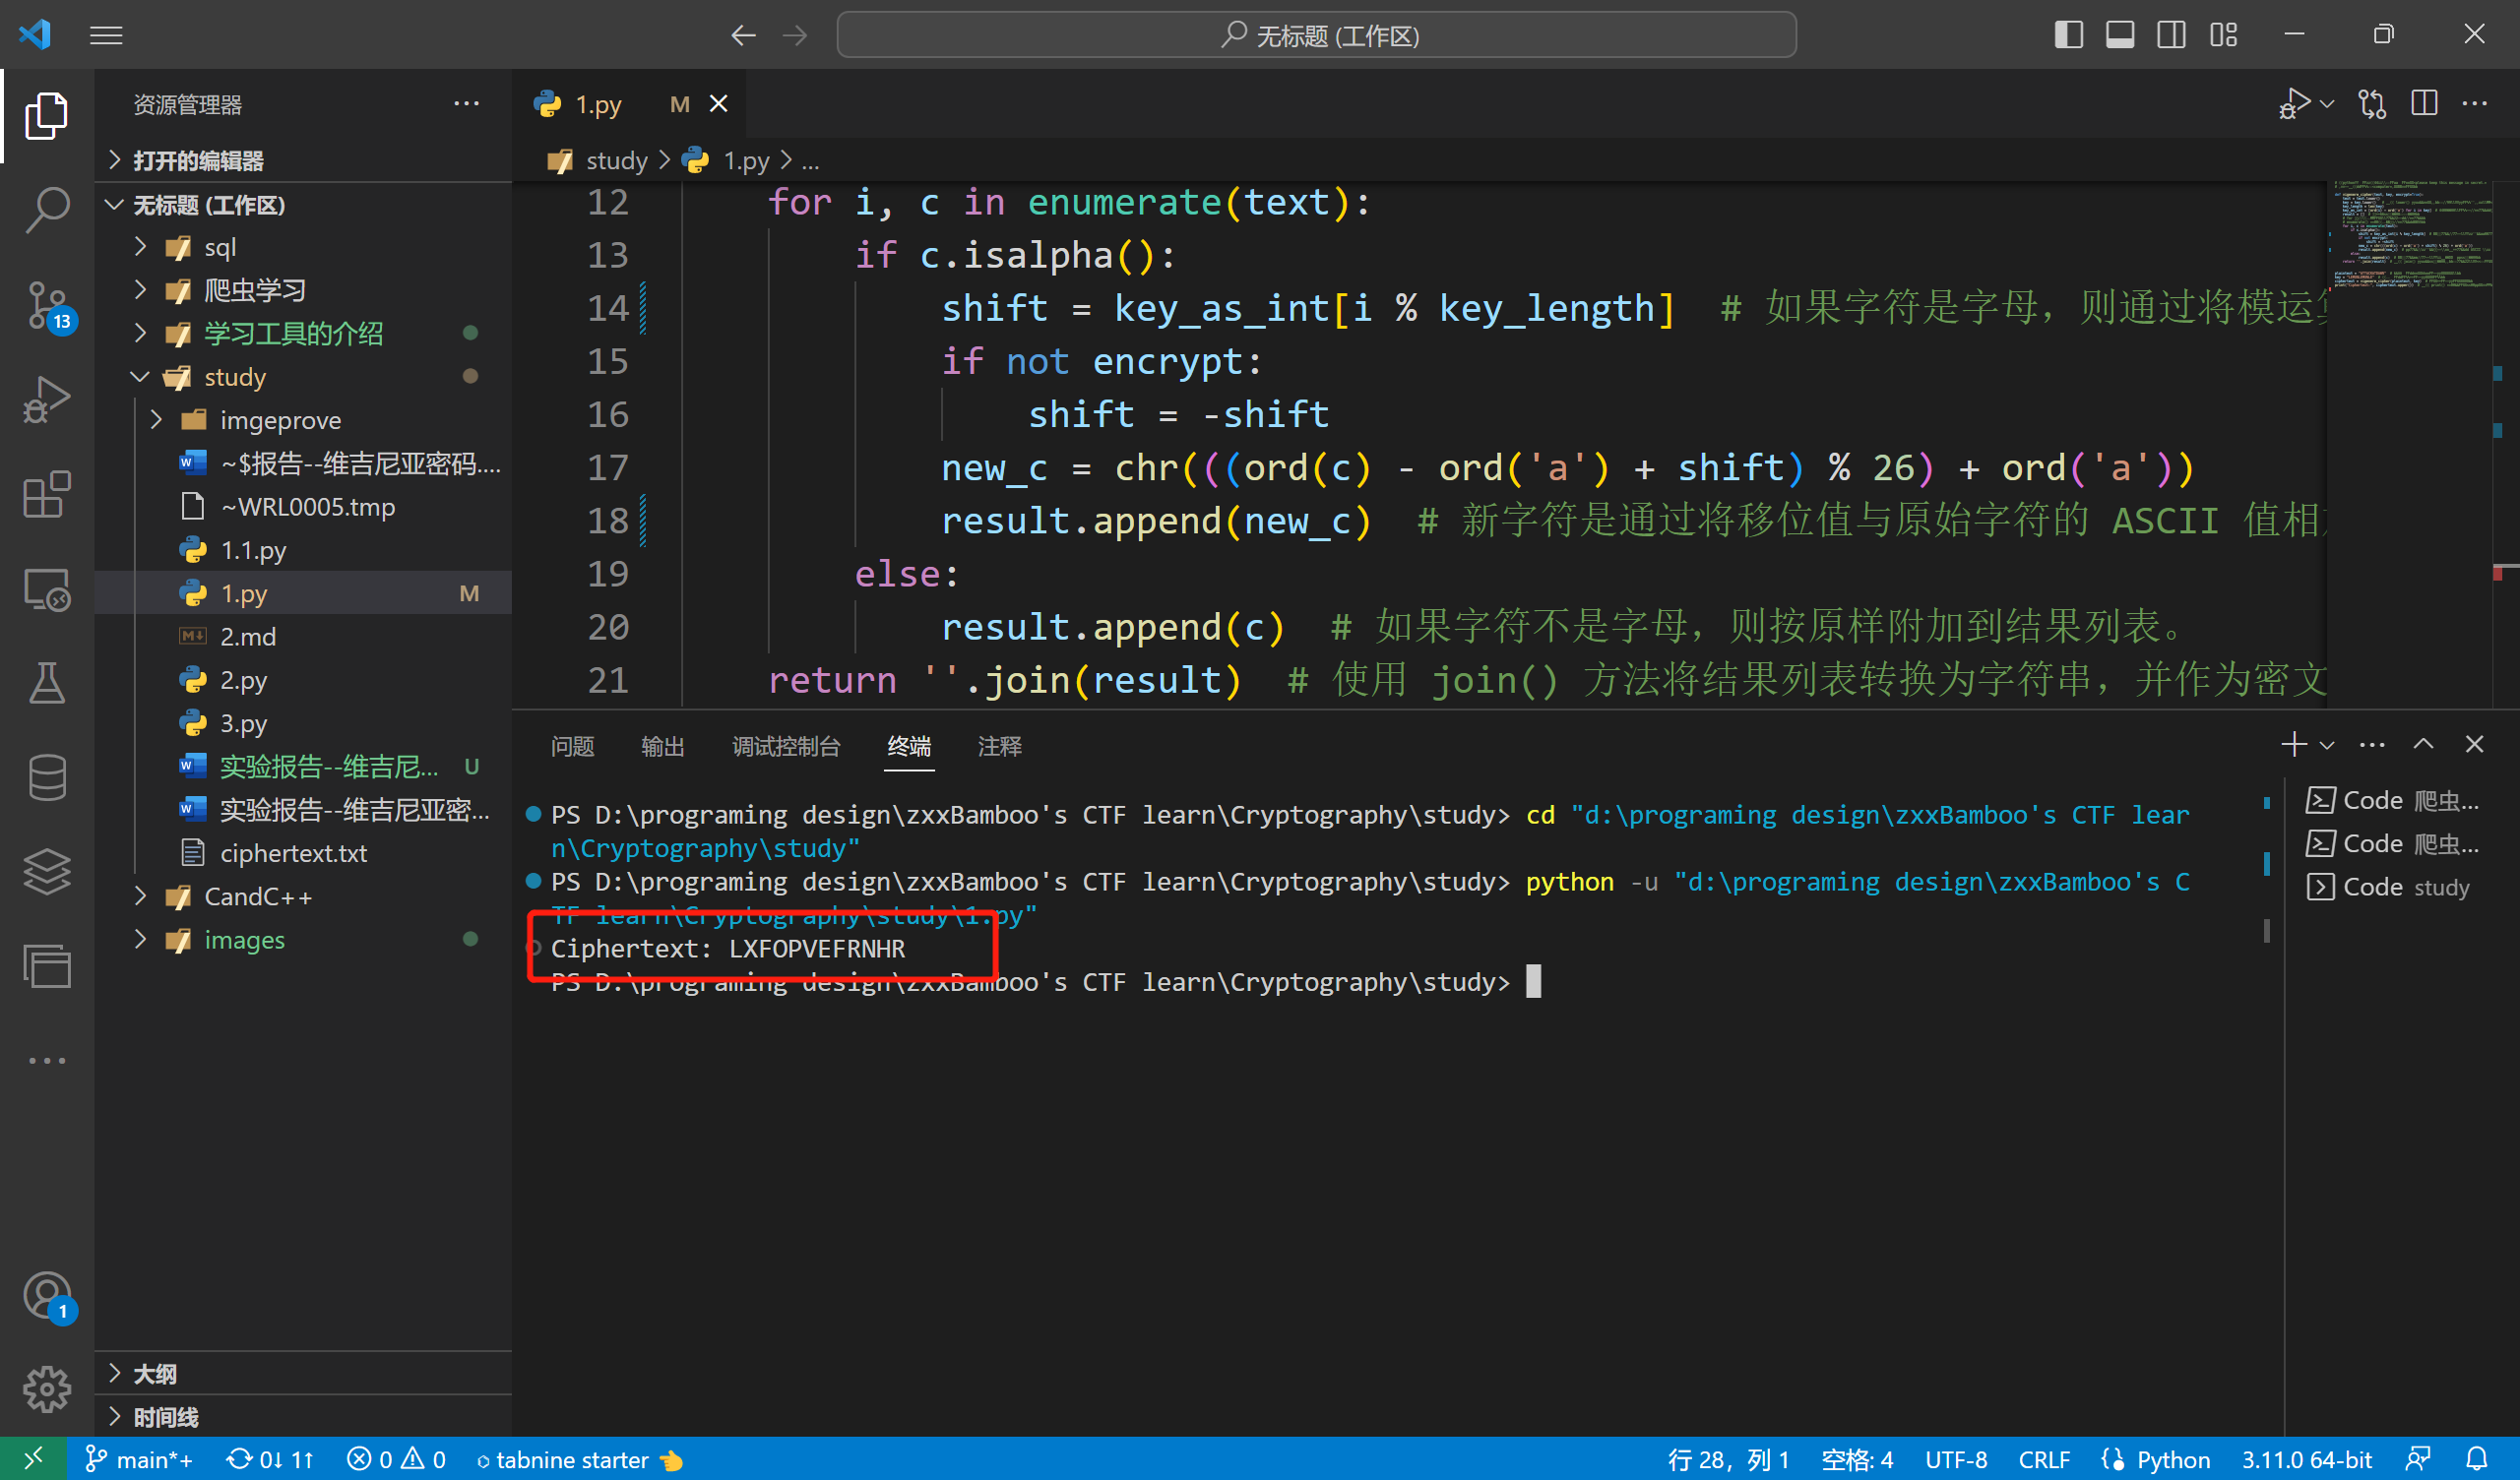 无标题 (工作区)
资源管理器
打开的编辑器
无标题 (工作区)
sql
爬虫学习
学习工具的介绍
study
imgeprove
~$报告--维吉尼亚密码....
~WRL0005.tmp
1.1.py
1.py M
2.md
2.py
3.py
实验报告--维吉尼... U
实验报告--维吉尼亚密...
ciphertext.txt
CandC++
images
大纲
时间线
13
1
1.py M
study > 1.py > ...
12 for i, c in enumerate(text):
13 if c.isalpha():
14 shift = key_as_int[i % key_length] # 如果字符是字母，则通过将模运
15 if not encrypt:
16 shift = -shift
17 new_c = chr(((ord(c) - ord('a') + shift) % 26) + ord('a'))
18 result.append(new_c) # 新字符是通过将移位值与原始字符的 ASCII 值相
19 else:
20 result.append(c) # 如果字符不是字母，则按原样附加到结果列表。
21 return ''.join(result) # 使用 join() 方法将结果列表转换为字符串，并作为密文
问题 输出 调试控制台 终端 注释
PS D:\programing design\zxxBamboo's CTF learn\Cryptography\study> cd "d:\programing design\zxxBamboo's CTF lear
n\Cryptography\study"
PS D:\programing design\zxxBamboo's CTF learn\Cryptography\study> python -u "d:\programing design\zxxBamboo's C
TF learn\Cryptography\study\1.py"
Ciphertext: LXFOPVEFRNHR
PS D:\programing design\zxxBamboo's CTF learn\Cryptography\study>
Code 爬虫...
Code 爬虫...
Code study
main*+ 0↓ 1↑ 0 0 tabnine starter 行 28，列 1 空格: 4 UTF-8 CRLF Python 3.11.0 64-bit